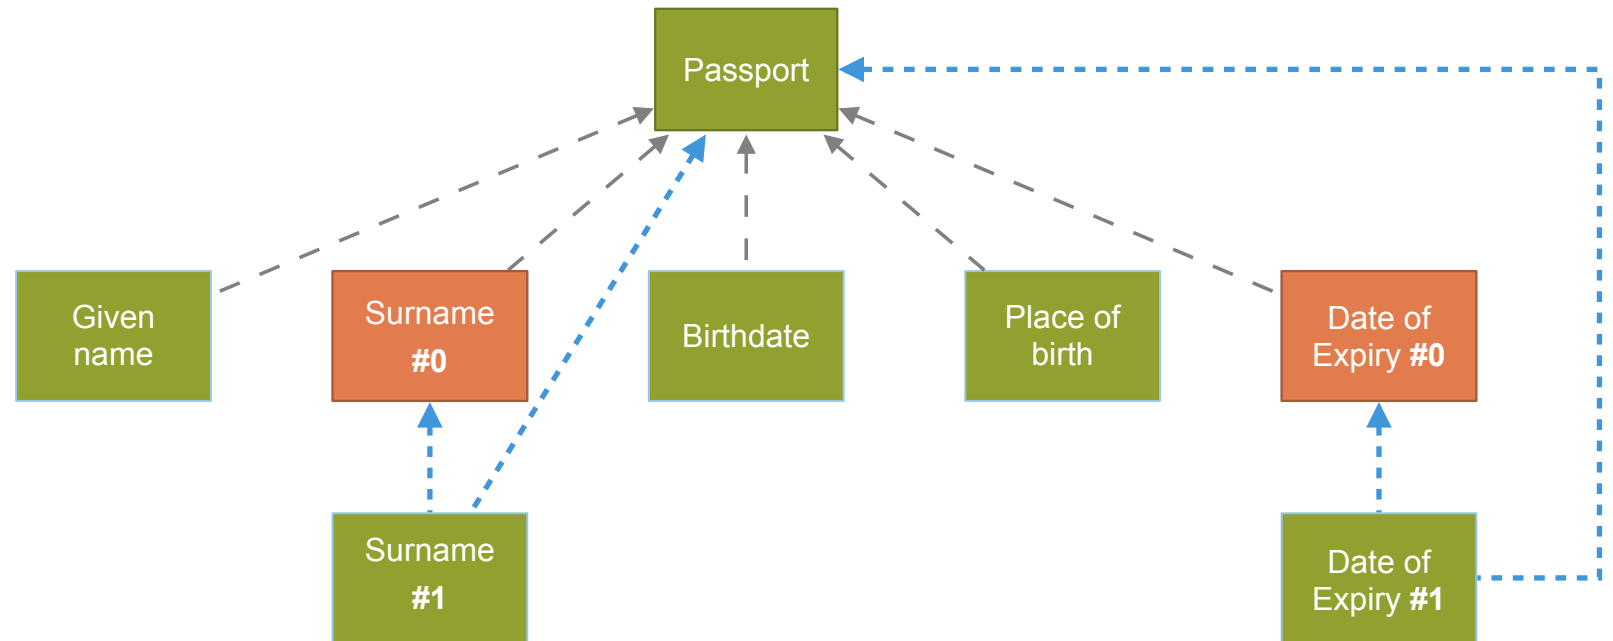 Passport
Given
name
Surname
#0
Birthdate
Place of
birth
Date of
Expiry #0
Surname
#1
Date of
Expiry #1